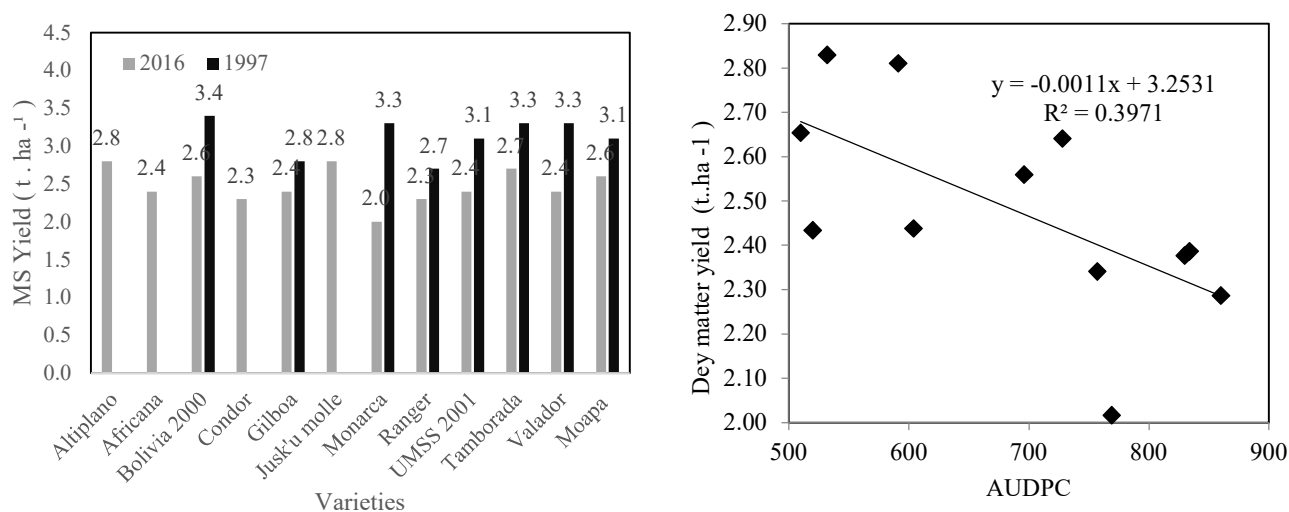 4.5
4.0
3.5
3.0
2.5
2.0
1.5
1.0
0.5
0.0
MS Yield ( t . ha -¹)
2016 1997
2.8
2.4
2.6
3.4
2.3
2.4
2.8
2.8
2.0
3.3
2.3
2.7
2.4
3.1
2.7
3.3
2.4
3.3
2.6
3.1
Altiplano
Africana
Bolivia 2000
Condor
Gilboa
Jusk'u molle
Monarca
Ranger
UMSS 2001
Tamborada
Valador
Moapa
Varieties
2.90
2.80
2.70
2.60
2.50
2.40
2.30
2.20
2.10
2.00
Dey matter yield (t..ha -1 )
y = -0.0011x + 3.2531
R² = 0.3971
500 600 700 800 900
AUDPC